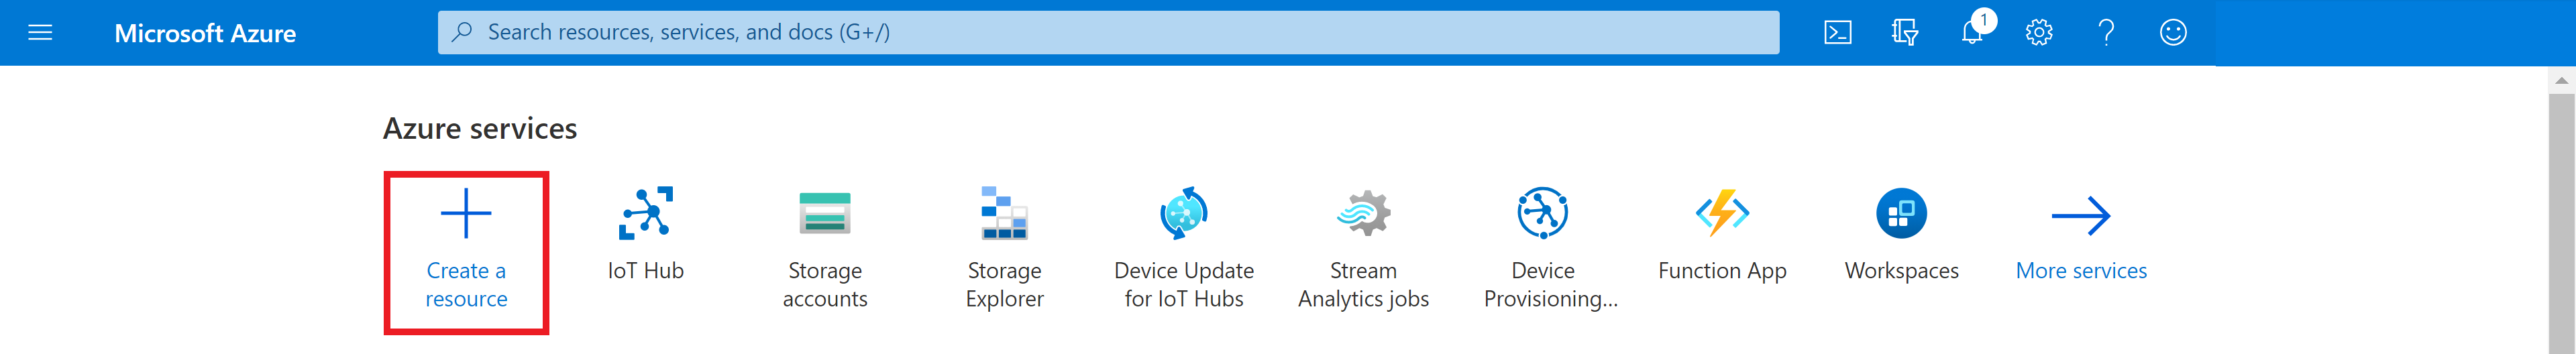 Microsoft Azure
Search resources, services, and docs (G+/)
1
Azure services
Create a
resource
IoT Hub
Storage
accounts
Storage
Explorer
Device Update
for IoT Hubs
Stream
Analytics jobs
Device
Provisioning...
Function App
Workspaces
More services